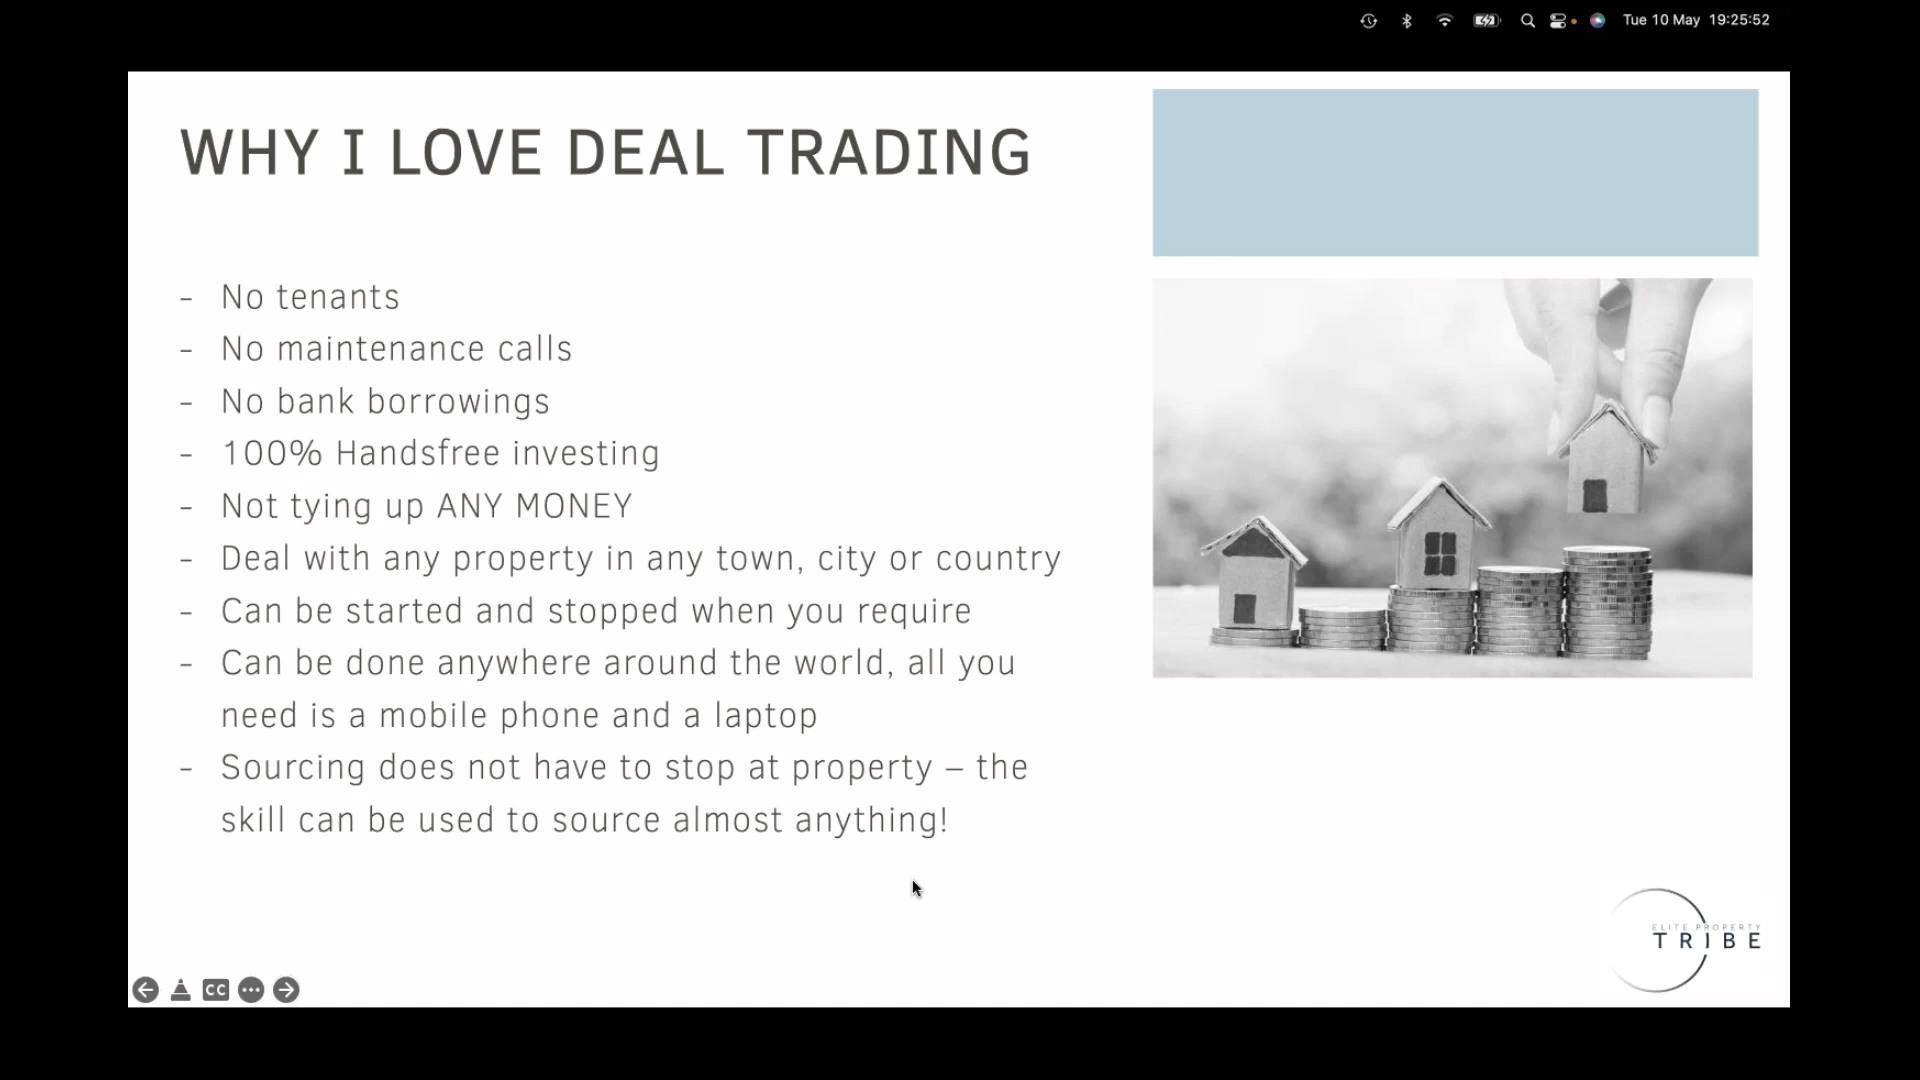 Tue 10 May 19:25:52
WHY I LOVE DEAL TRADING
- No tenants
- No maintenance calls
- No bank borrowings
- 100% Handsfree investing
- Not tying up ANY MONEY
- Deal with any property in any town, city or country
- Can be started and stopped when you require
- Can be done anywhere around the world, all you
need is a mobile phone and a laptop
- Sourcing does not have to stop at property – the
skill can be used to source almost anything!
ELITE PROPERTY
TRIBE
CC